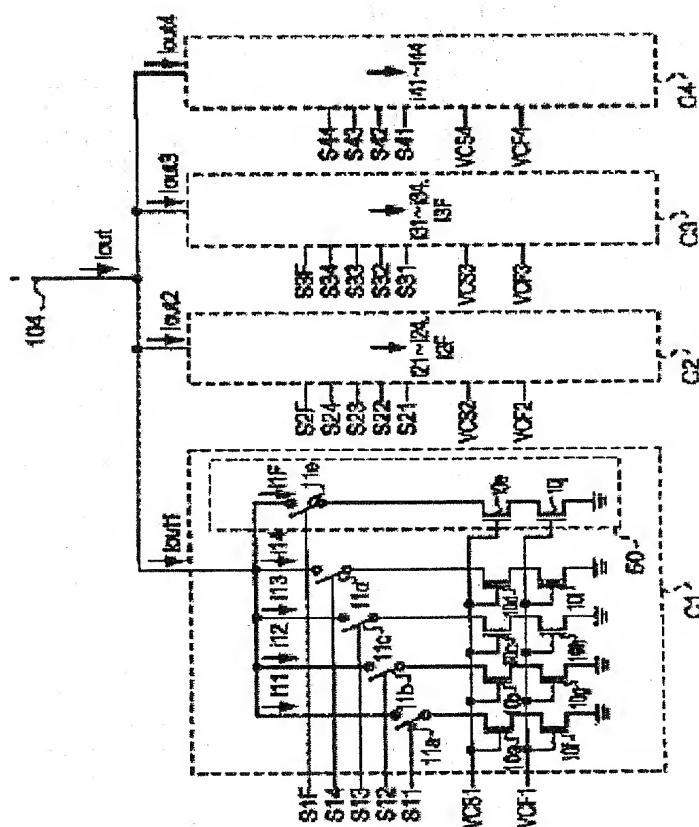 104
Iout
Iout1
Iout2
Iout3
Iout4
I11
I12
I13
I14
I1F
S1F
S14
S13
S12
S11
VCS1
VCF1
11a
11b
11c
11d
11e
10a
10b
10c
10d
10e
10F
10g
10h
10i
10j
60
C1
S2F
S24
S23
S22
S21
VCS2
VCF2
I21~I24,
I2F
C2
S3F
S34
S33
S32
S31
VCS3
VCF3
I31~I34,
I3F
C3
S44
S43
S42
S41
VCS4
VCF4
I41~I44
C4